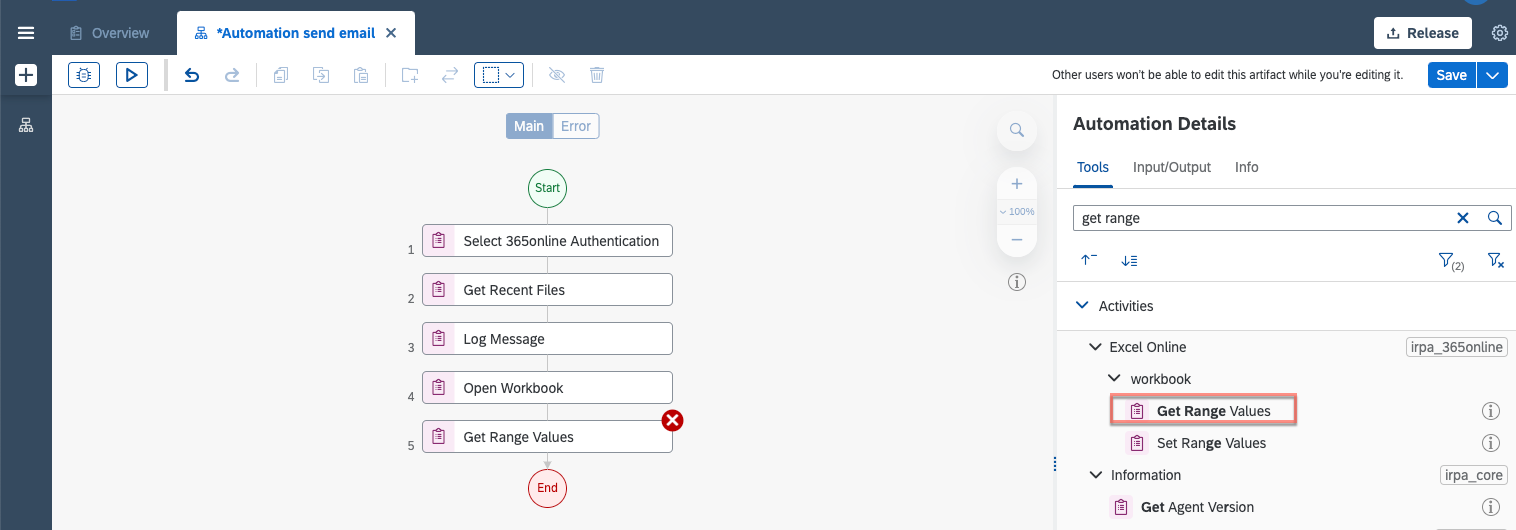 Overview
*Automation send email
Release
Other users won't be able to edit this artifact while you're editing it.
Save
Main
Error
Start
1
Select 365online Authentication
2
Get Recent Files
3
Log Message
4
Open Workbook
5
Get Range Values
End
100%
Automation Details
Tools
Input/Output
Info
get range
(2)
Activities
Excel Online
irpa_365online
workbook
Get Range Values
Set Range Values
Information
irpa_core
Get Agent Version